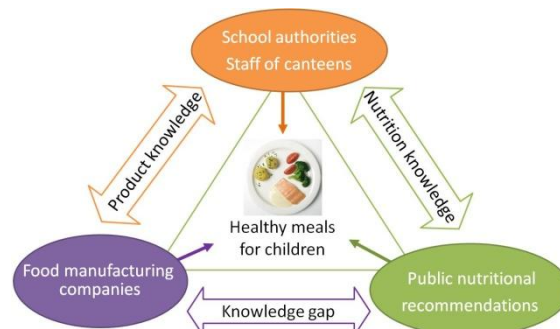 School authorities
Staff of canteens
Product knowledge
Nutrition knowledge
Healthy meals
for children
Food manufacturing
companies
Knowledge gap
Public nutritional
recommendations